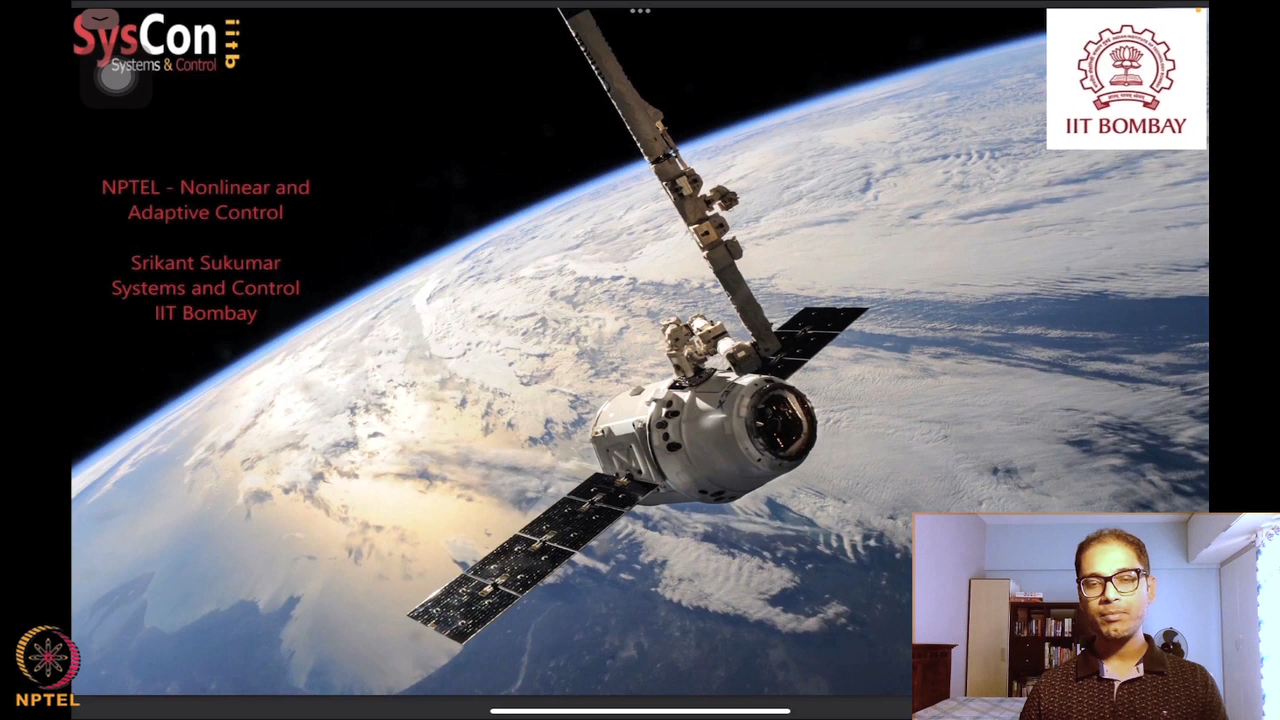 SysCon iitb
Systems & Control
IIT BOMBAY
NPTEL - Nonlinear and
Adaptive Control
Srikant Sukumar
Systems and Control
IIT Bombay
NPTEL